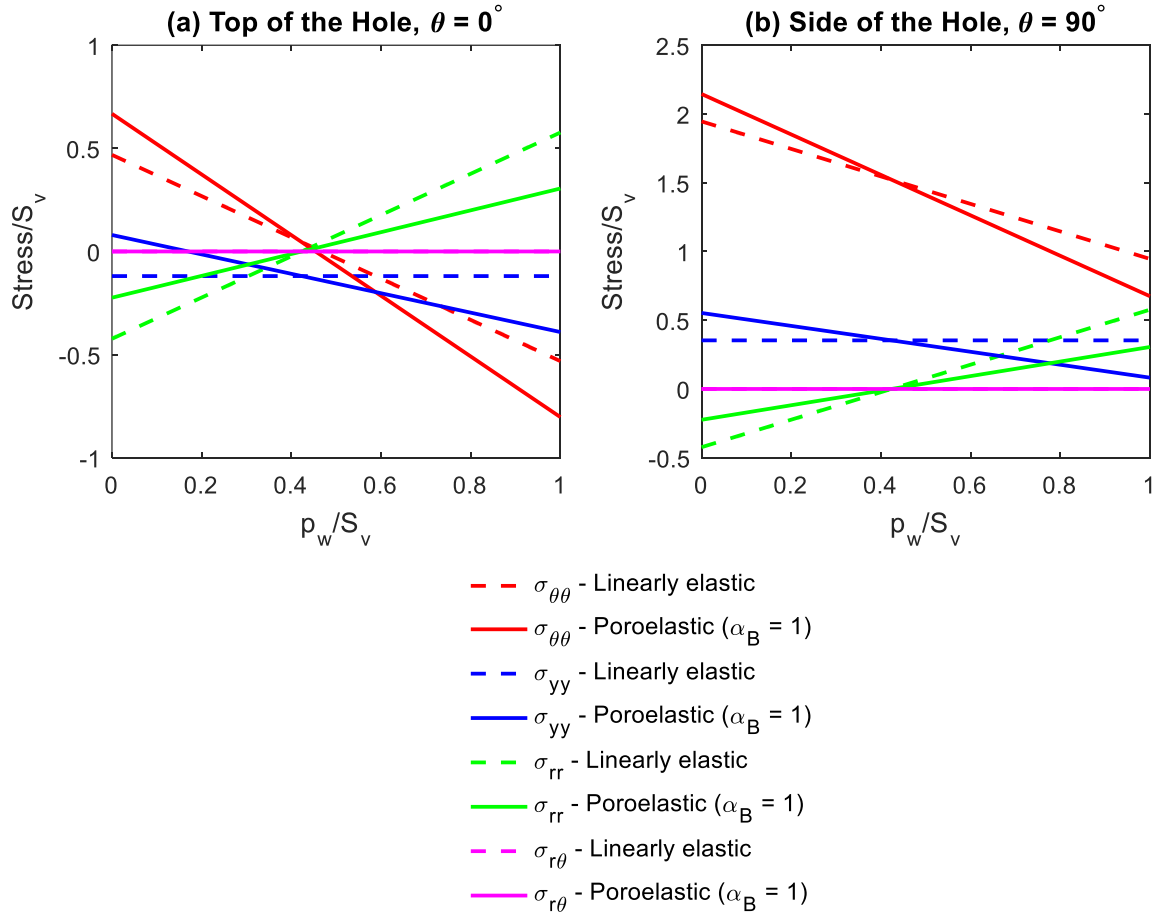 (a) Top of the Hole, θ = 0°
(b) Side of the Hole, θ = 90°
Stress/S_v
1
0.5
0
-0.5
-1
0 0.2 0.4 0.6 0.8 1
p_w/S_v
Stress/S_v
2.5
2
1.5
1
0.5
0
-0.5
0 0.2 0.4 0.6 0.8 1
p_w/S_v
σ_θθ - Linearly elastic
σ_θθ - Poroelastic (α_B = 1)
σ_yy - Linearly elastic
σ_yy - Poroelastic (α_B = 1)
σ_rr - Linearly elastic
σ_rr - Poroelastic (α_B = 1)
σ_rθ - Linearly elastic
σ_rθ - Poroelastic (α_B = 1)